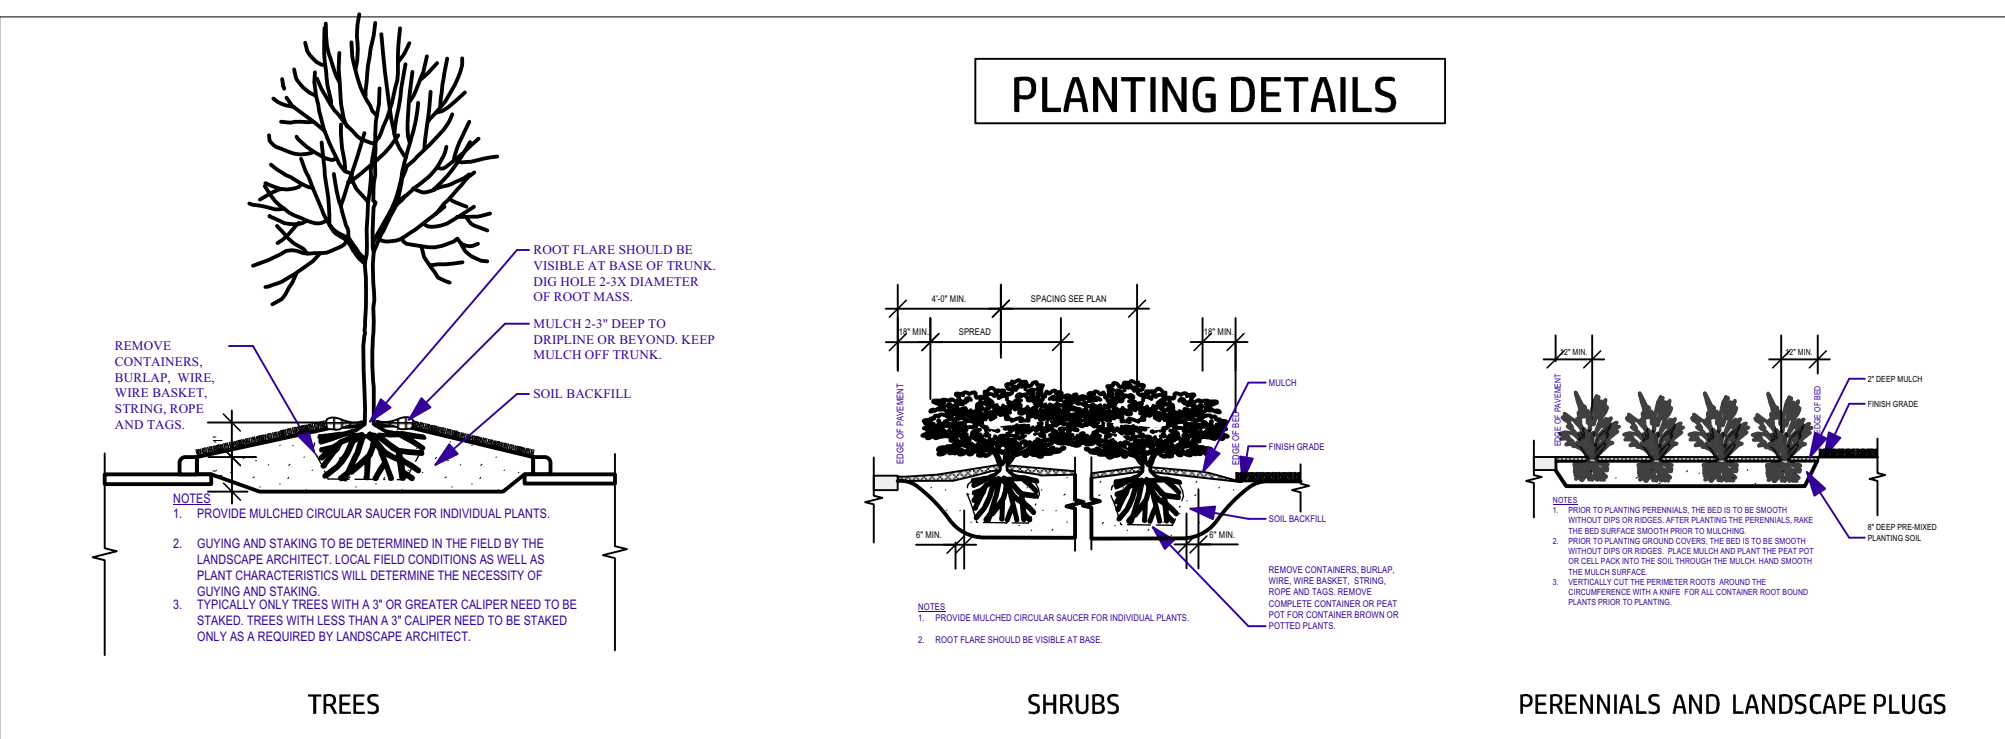 PLANTING DETAILS
ROOT FLARE SHOULD BE
VISIBLE AT BASE OF TRUNK.
DIG HOLE 2-3X DIAMETER
OF ROOT MASS.
MULCH 2-3" DEEP TO
DRIPLINE OR BEYOND. KEEP
MULCH OFF TRUNK.
SOIL BACKFILL
REMOVE
CONTAINERS,
BURLAP, WIRE,
WIRE BASKET,
STRING, ROPE
AND TAGS.
NOTES
1. PROVIDE MULCHED CIRCULAR SAUCER FOR INDIVIDUAL PLANTS.
2. GUYING AND STAKING TO BE DETERMINED IN THE FIELD BY THE
LANDSCAPE ARCHITECT. LOCAL FIELD CONDITIONS AS WELL AS
PLANT CHARACTERISTICS WILL DETERMINE THE NECESSITY OF
GUYING AND STAKING.
3. TYPICALLY ONLY TREES WITH A 3" OR GREATER CALIPER NEED TO BE
STAKED. TREES WITH LESS THAN A 3" CALIPER NEED TO BE STAKED
ONLY AS A REQUIRED BY LANDSCAPE ARCHITECT.
TREES
4'-0" MIN.
SPACING SEE PLAN
18" MIN.
SPREAD
18" MIN.
EDGE OF PAVEMENT
EDGE OF BED
MULCH
FINISH GRADE
SOIL BACKFILL
6" MIN.
6" MIN.
REMOVE CONTAINERS, BURLAP,
WIRE, WIRE BASKET, STRING,
ROPE AND TAGS. REMOVE
COMPLETE CONTAINER OR PEAT
POT FOR CONTAINER BROWN OR
POTTED PLANTS.
NOTES
1. PROVIDE MULCHED CIRCULAR SAUCER FOR INDIVIDUAL PLANTS.
2. ROOT FLARE SHOULD BE VISIBLE AT BASE.
SHRUBS
12" MIN.
12" MIN.
EDGE OF PAVEMENT
EDGE OF BED
2" DEEP MULCH
FINISH GRADE
8" DEEP PRE-MIXED
PLANTING SOIL
NOTES
1. PRIOR TO PLANTING PERENNIALS, THE BED IS TO BE SMOOTH
WITHOUT DIPS OR RIDGES. AFTER PLANTING THE PERENNIALS, RAKE
THE BED SURFACE SMOOTH PRIOR TO MULCHING.
2. PRIOR TO PLANTING GROUND COVERS, THE BED IS TO BE SMOOTH
WITHOUT DIPS OR RIDGES. PLACE MULCH AND PLANT THE PEAT POT
OR CELL PACK INTO THE SOIL THROUGH THE MULCH. HAND SMOOTH
THE MULCH SURFACE.
3. VERTICALLY CUT THE PERIMETER ROOTS AROUND THE
CIRCUMFERENCE WITH A KNIFE FOR ALL CONTAINER ROOT BOUND
PLANTS PRIOR TO PLANTING.
PERENNIALS AND LANDSCAPE PLUGS